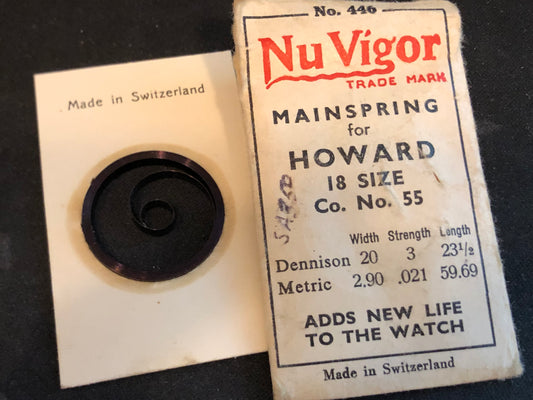 Made in Switzerland
No. 446
Nu Vigor
TRADE MARK
MAINSPRING
for
HOWARD
18 SIZE
Co. No. 55
Width Strength Length
Dennison 20 3 23½
Metric 2.90 .021 59.69
ADDS NEW LIFE
TO THE WATCH
Made in Switzerland